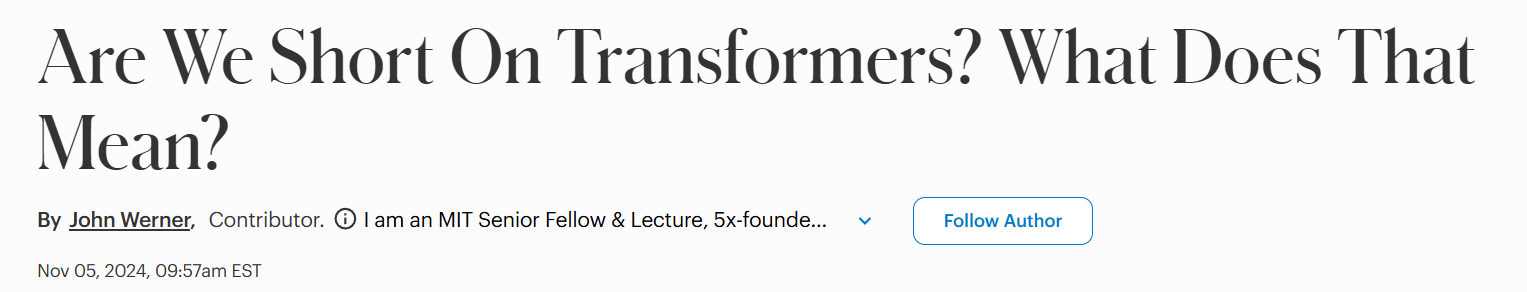 Are We Short On Transformers? What Does That
Mean?
By John Werner, Contributor. I am an MIT Senior Fellow & Lecture, 5x-founde... Follow Author
Nov 05, 2024, 09:57am EST